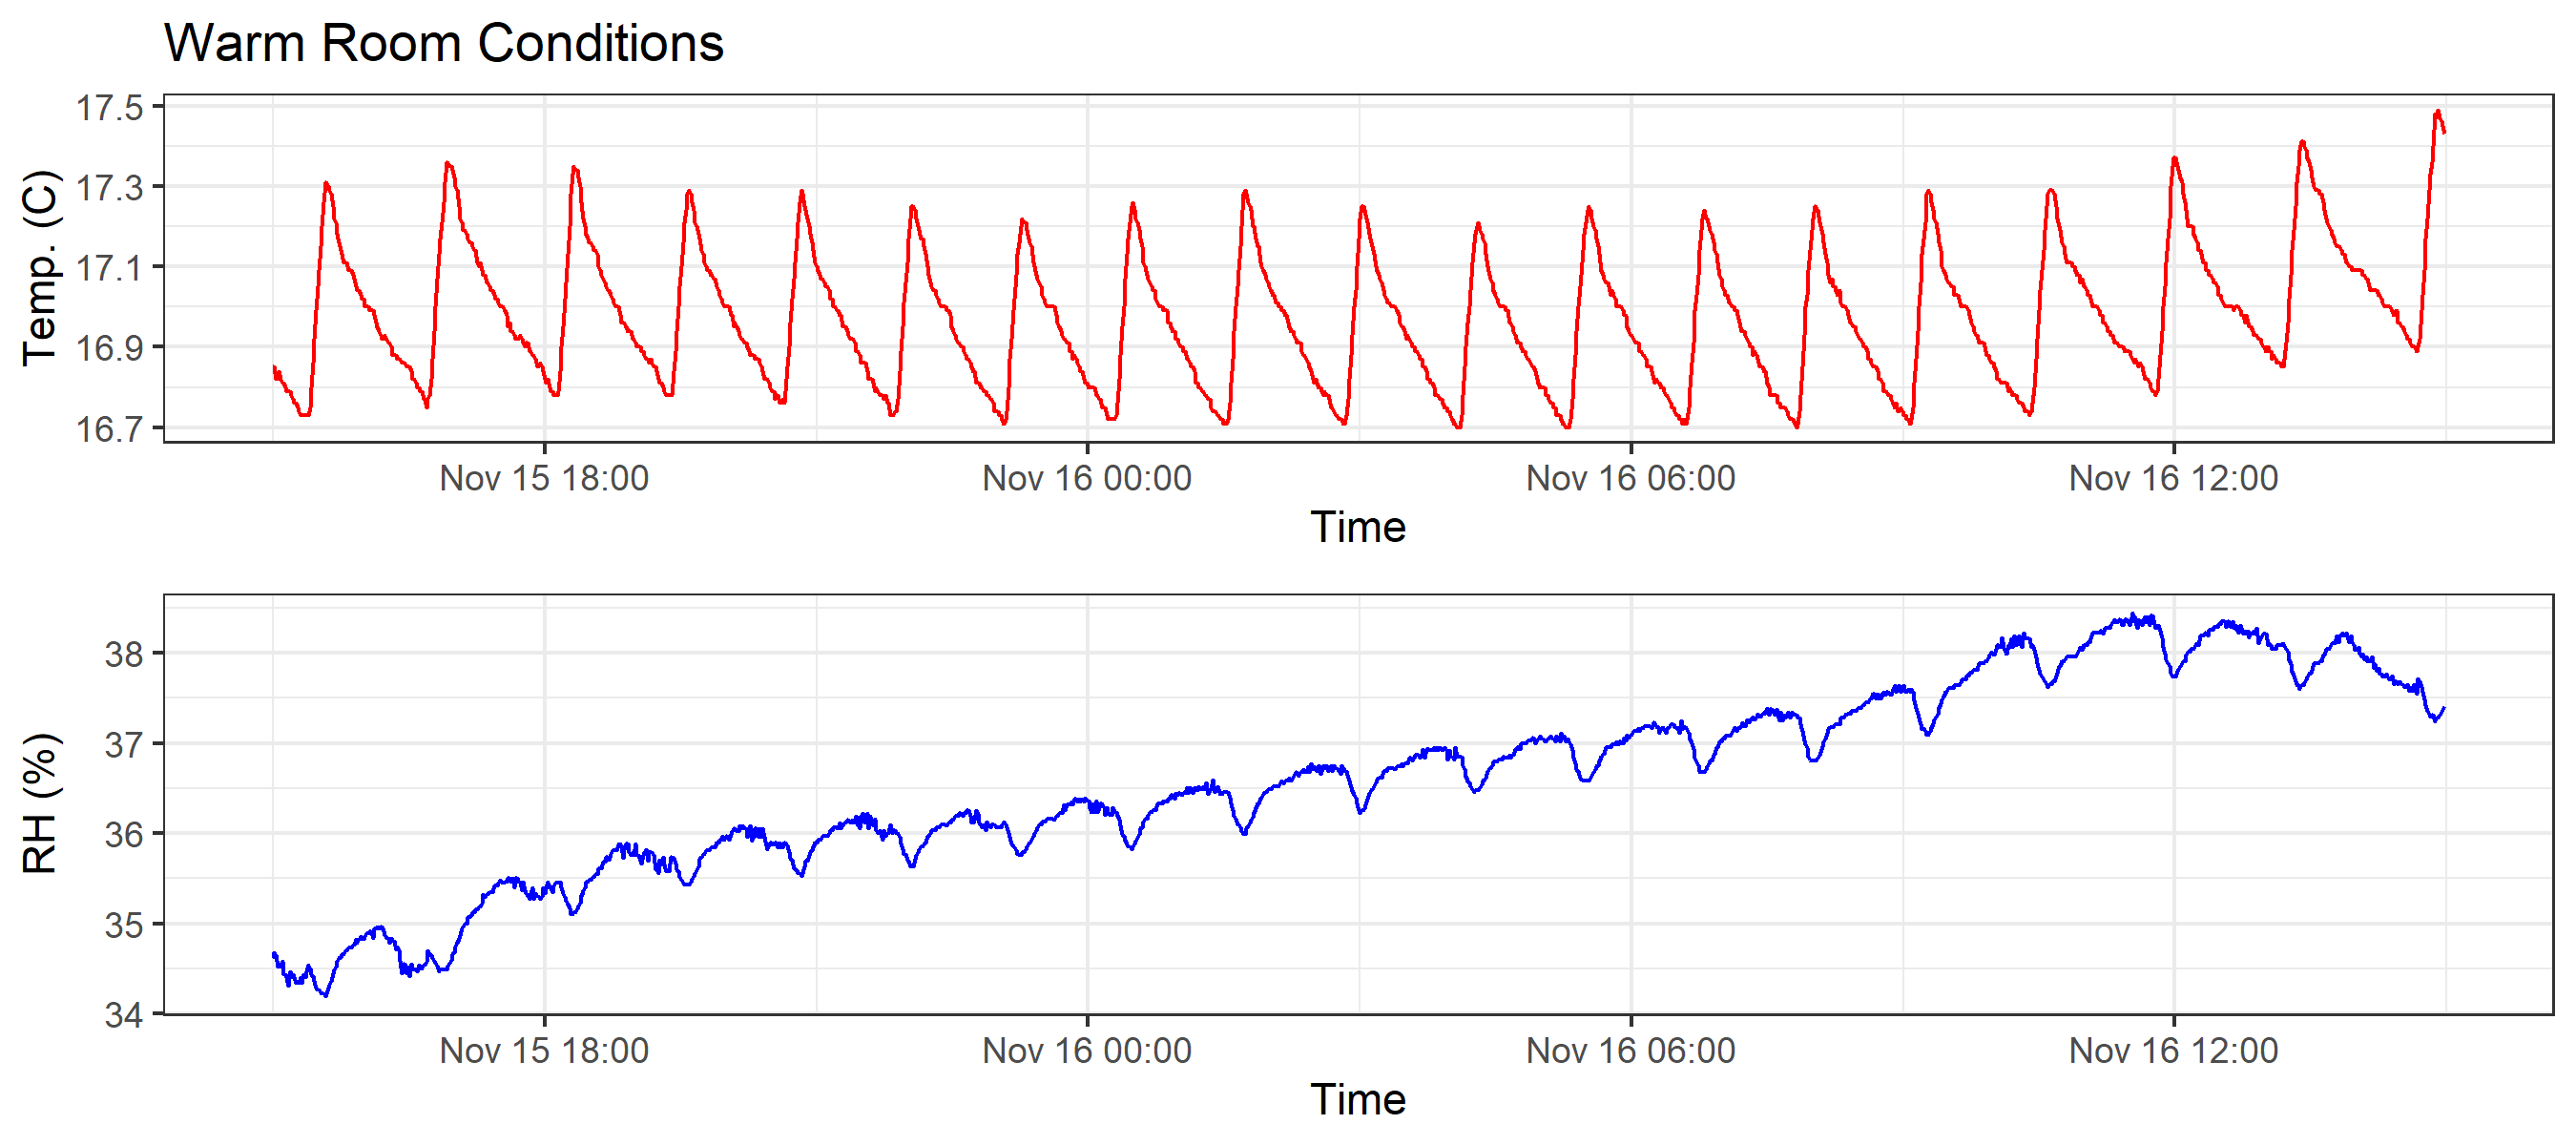 Warm Room Conditions
Temp. (C)
17.5
17.3
17.1
16.9
16.7
Nov 15 18:00 Nov 16 00:00 Nov 16 06:00 Nov 16 12:00
Time
RH (%)
38
37
36
35
34
Nov 15 18:00 Nov 16 00:00 Nov 16 06:00 Nov 16 12:00
Time